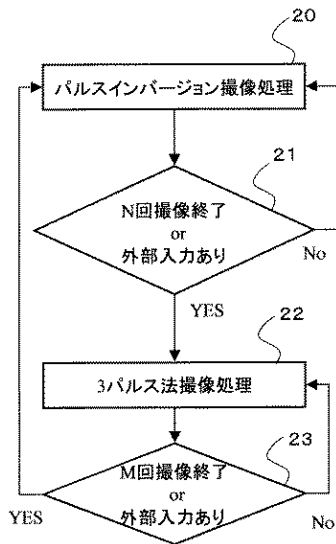 20
パルスインバージョン撮像処理
21
N回撮像終了
or
外部入力あり
No
YES
22
3パルス法撮像処理
23
M回撮像終了
or
外部入力あり
YES
No